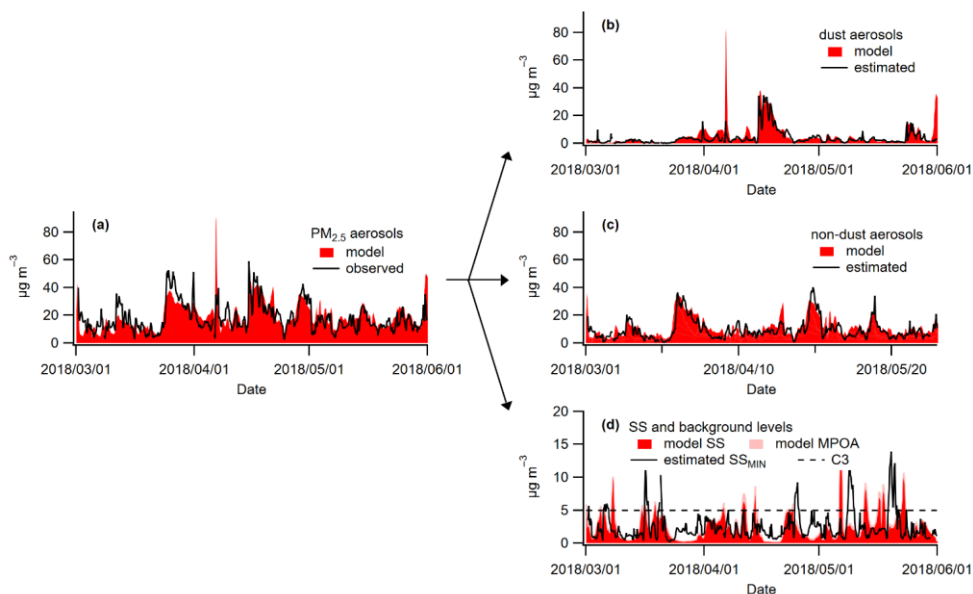 (a)
PM2.5 aerosols
model
observed
µg m−3
80
60
40
20
0
2018/03/01 2018/04/01 2018/05/01 2018/06/01
Date
(b)
dust aerosols
model
estimated
µg m−3
80
60
40
20
0
2018/03/01 2018/04/01 2018/05/01 2018/06/01
Date
(c)
non-dust aerosols
model
estimated
µg m−3
80
60
40
20
0
2018/03/01 2018/04/10 2018/05/20
Date
(d) SS and background levels
model SS model MPOA
estimated SSMIN C3
µg m−3
20
15
10
5
0
2018/03/01 2018/04/01 2018/05/01 2018/06/01
Date